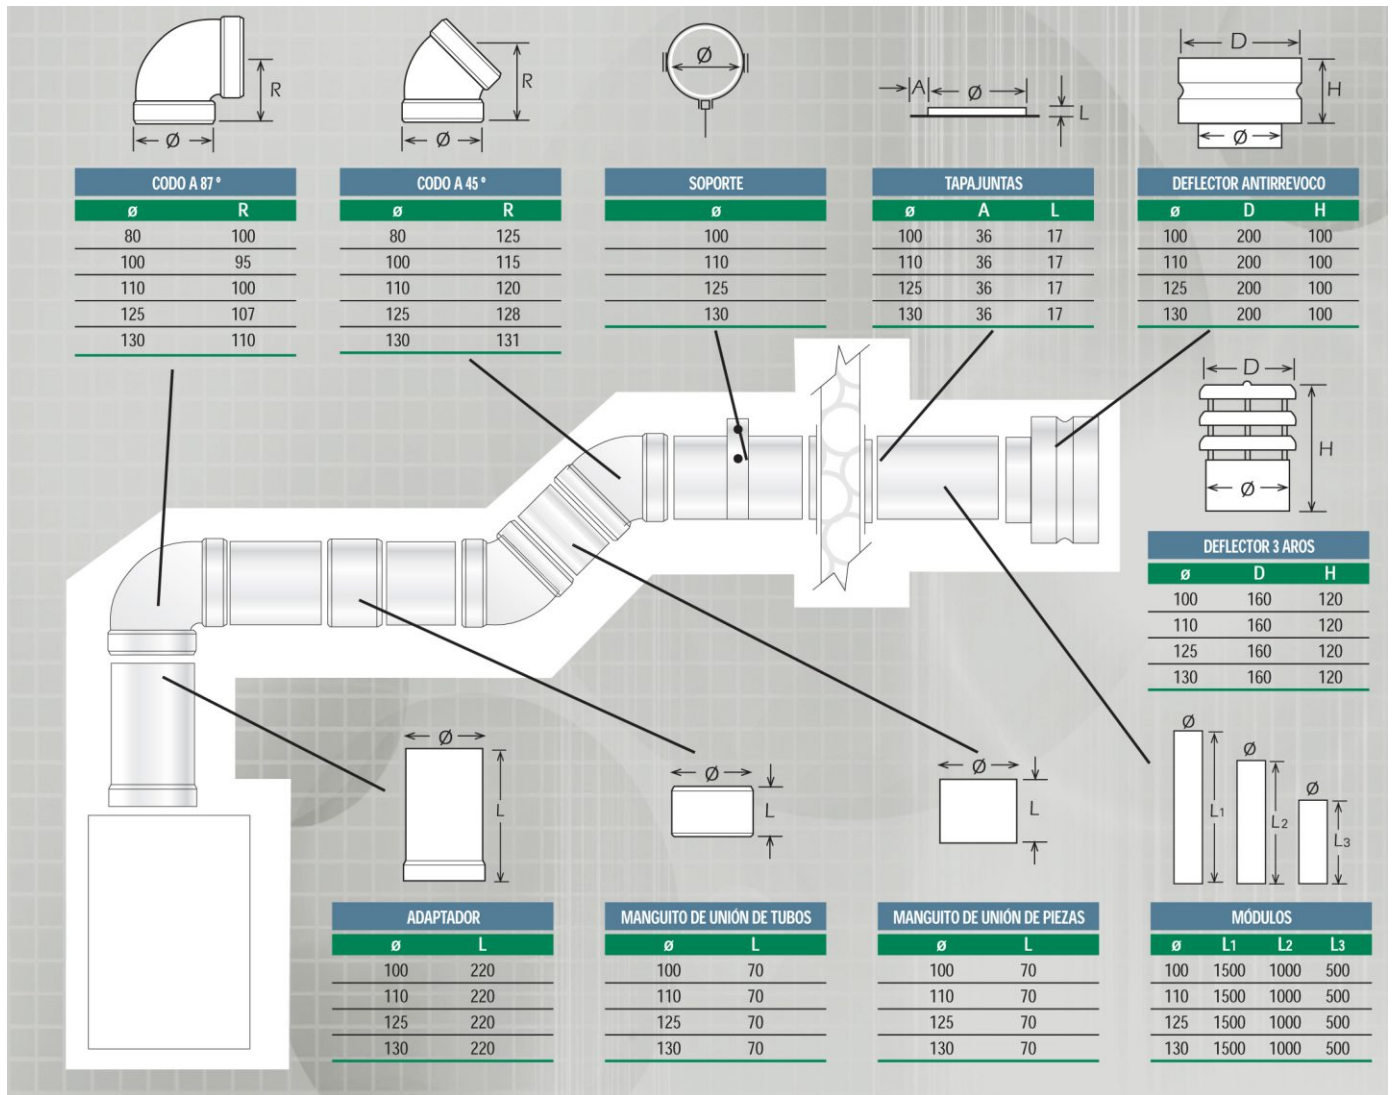 R
Ø
R
Ø
Ø
A
Ø
L
D
H
Ø
CODO A 87 º
ø R
80 100
100 95
110 100
125 107
130 110
CODO A 45 º
ø R
80 125
100 115
110 120
125 128
130 131
SOPORTE
ø
100
110
125
130
TAPAJUNTAS
ø A L
100 36 17
110 36 17
125 36 17
130 36 17
DEFLECTOR ANTIRREVOCO
ø D H
100 200 100
110 200 100
125 200 100
130 200 100
D
H
Ø
DEFLECTOR 3 AROS
ø D H
100 160 120
110 160 120
125 160 120
130 160 120
Ø
L
Ø
L
Ø
L
Ø
L1
Ø
L2
Ø
L3
ADAPTADOR
ø L
100 220
110 220
125 220
130 220
MANGUITO DE UNIÓN DE TUBOS
ø L
100 70
110 70
125 70
130 70
MANGUITO DE UNIÓN DE PIEZAS
ø L
100 70
110 70
125 70
130 70
MÓDULOS
ø L1 L2 L3
100 1500 1000 500
110 1500 1000 500
125 1500 1000 500
130 1500 1000 500